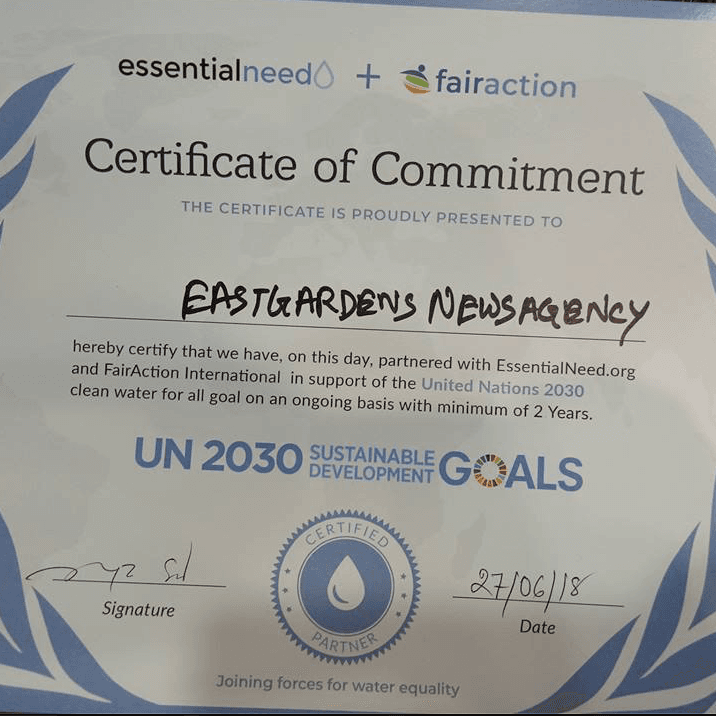 essentialneed + fairaction
Certificate of Commitment
THE CERTIFICATE IS PROUDLY PRESENTED TO
EASTGARDENS NEWSAGENCY
hereby certify that we have, on this day, partnered with EssentialNeed.org
and FairAction International in support of the United Nations 2030
clean water for all goal on an ongoing basis with minimum of 2 Years.
UN 2030 SUSTAINABLE DEVELOPMENT GOALS
CERTIFIED
PARTNER
27/06/18
Signature
Date
Joining forces for water equality